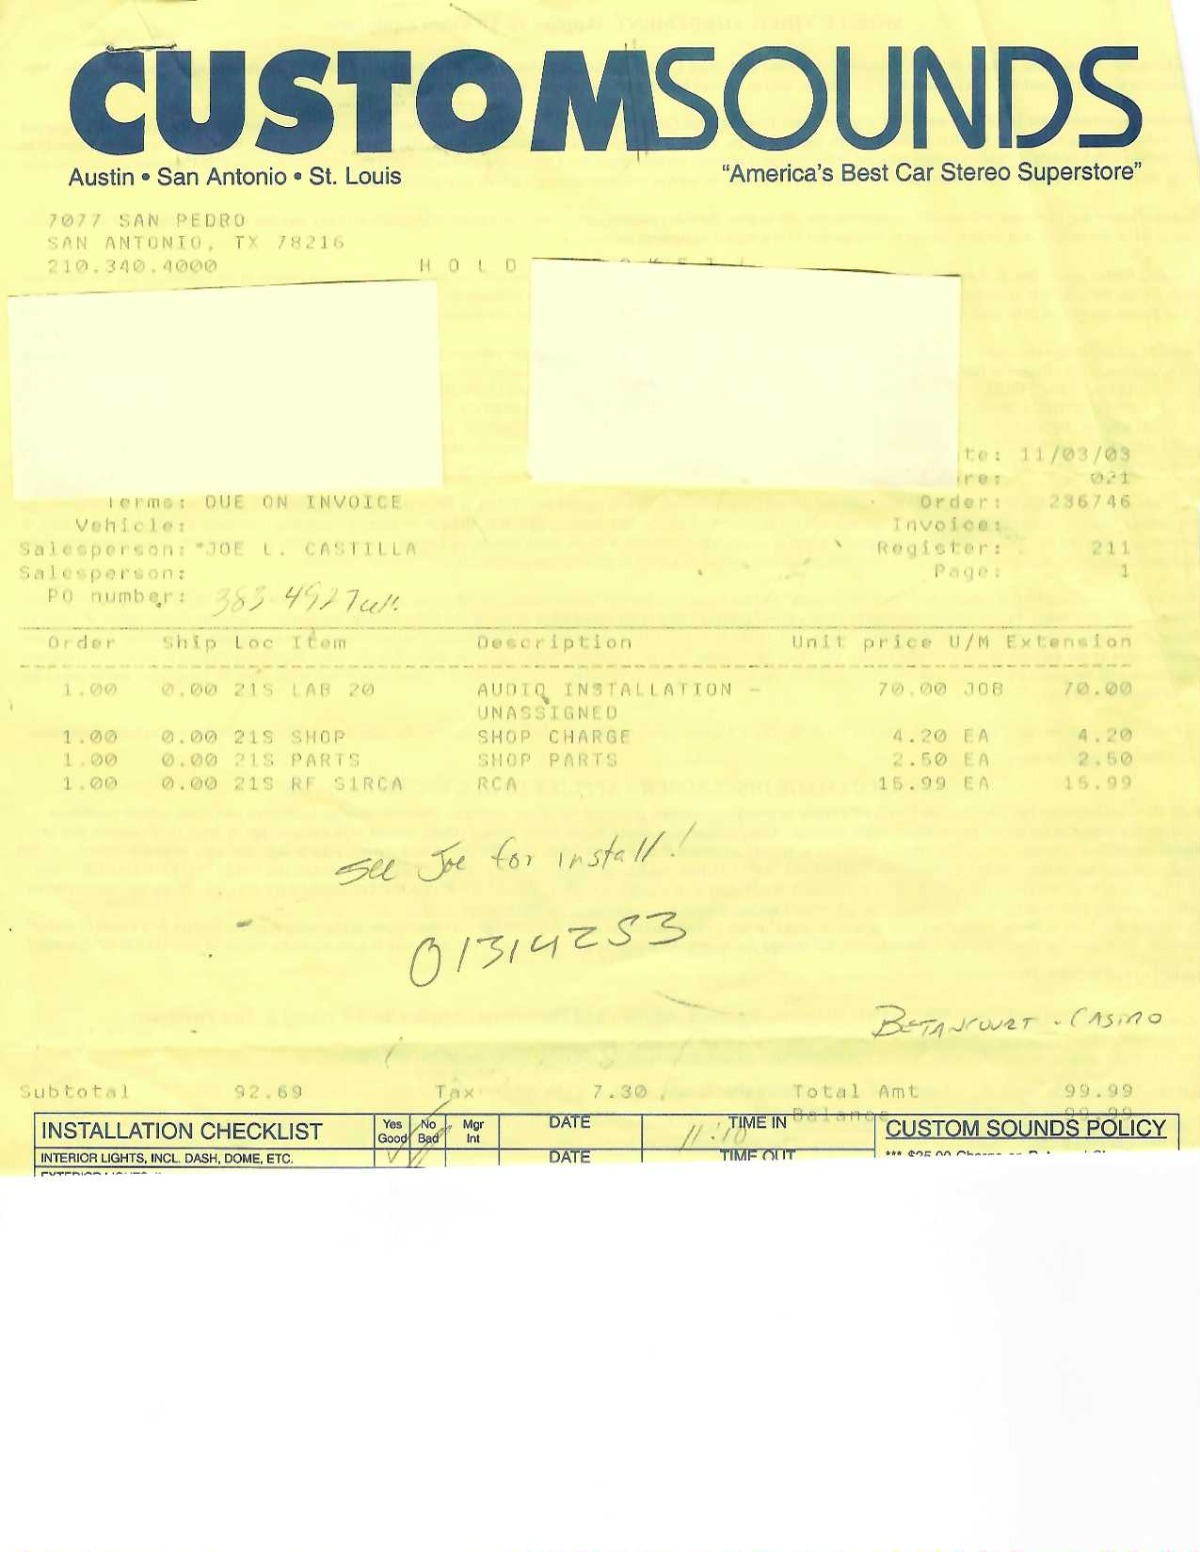 CUSTOMSOUNDS
Austin • San Antonio • St. Louis "America's Best Car Stereo Superstore"
7077 SAN PEDRO
SAN ANTONIO, TX 78216
210.340.4000 H O L D
te: 11/03/03
re: 021
Terms: DUE ON INVOICE Order: 236746
Vehicle: Invoice:
Salesperson: *JOE L. CASTILLA Register: 211
Salesperson: Page: 1
PO number: 383-4927 cell
Order Ship Loc Item Description Unit price U/M Extension
1.00 0.00 21S LAB 20 AUDIO INSTALLATION - 70.00 JOB 70.00
UNASSIGNED
1.00 0.00 21S SHOP SHOP CHARGE 4.20 EA 4.20
1.00 0.00 21S PARTS SHOP PARTS 2.50 EA 2.50
1.00 0.00 21S RF S1RCA RCA 15.99 EA 15.99
See Joe for install!
01314253
BETANCURT - CASINO
Subtotal 92.69 Tax 7.30 Total Amt 99.99
Balance 99.99
INSTALLATION CHECKLIST Yes Good No Bad Mgr Int DATE TIME IN 11:10 CUSTOM SOUNDS POLICY
INTERIOR LIGHTS, INCL. DASH, DOME, ETC. DATE TIME OUT